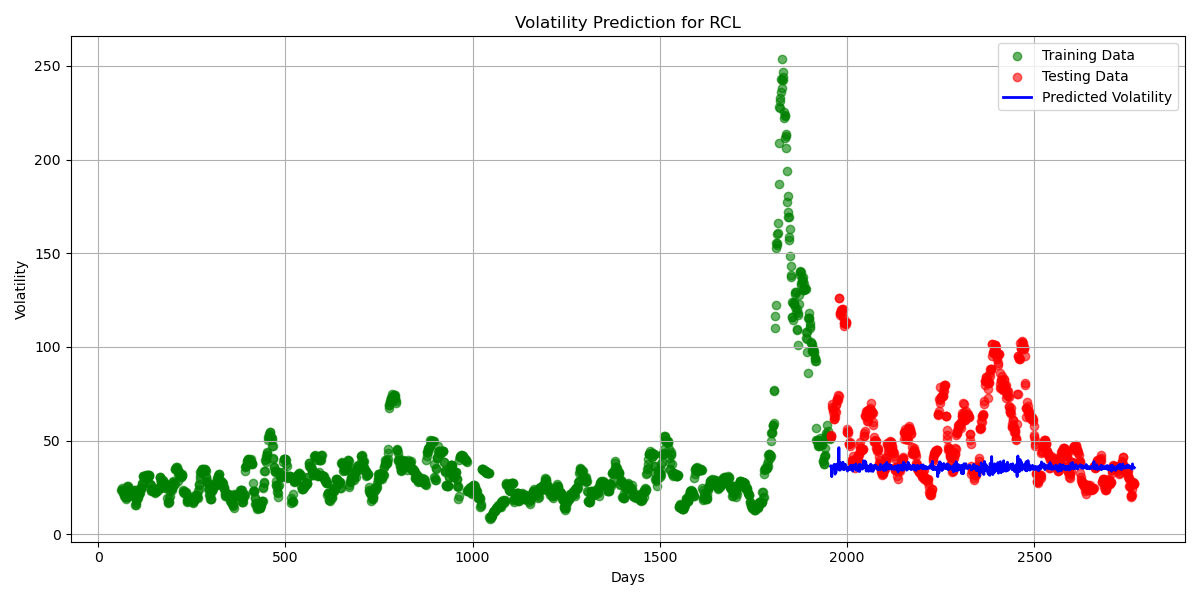 Volatility Prediction for RCL
Training Data
Testing Data
Predicted Volatility
250
200
150
100
50
0
Volatility
0 500 1000 1500 2000 2500
Days